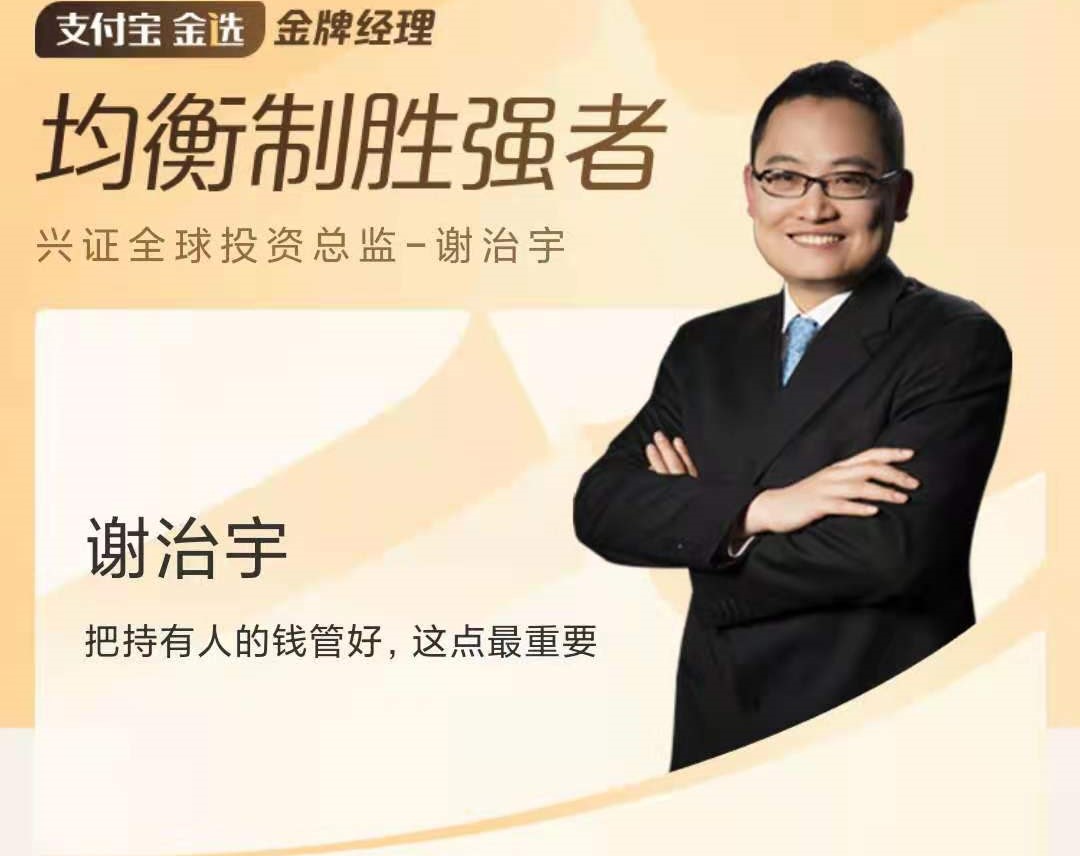 支付宝 金选 金牌经理
均衡制胜强者
兴证全球投资总监-谢治宇
谢治宇
把持有人的钱管好，这点最重要